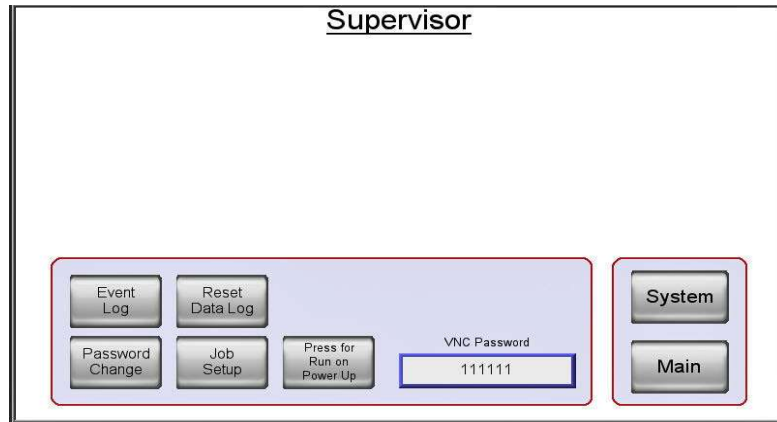 Supervisor
Event
Log
Reset
Data Log
System
Password
Change
Job
Setup
Press for
Run on
Power Up
VNC Password
111111
Main